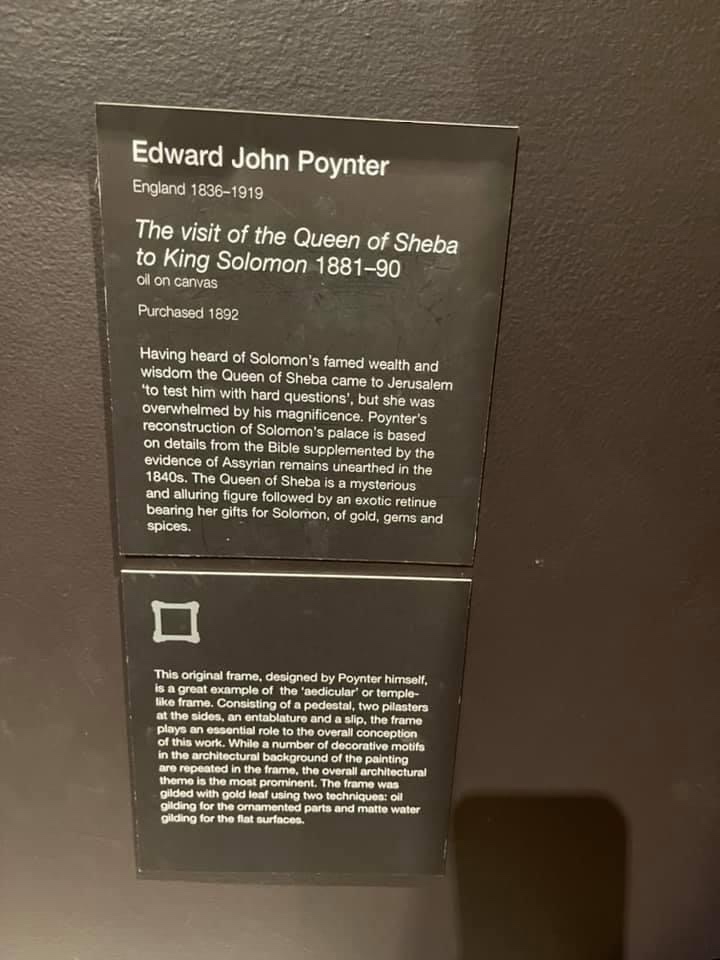 Edward John Poynter
England 1836–1919
The visit of the Queen of Sheba
to King Solomon 1881–90
oil on canvas
Purchased 1892
Having heard of Solomon's famed wealth and
wisdom the Queen of Sheba came to Jerusalem
'to test him with hard questions', but she was
overwhelmed by his magnificence. Poynter's
reconstruction of Solomon's palace is based
on details from the Bible supplemented by the
evidence of Assyrian remains unearthed in the
1840s. The Queen of Sheba is a mysterious
and alluring figure followed by an exotic retinue
bearing her gifts for Solomon, of gold, gems and
spices.
This original frame, designed by Poynter himself,
is a great example of the 'aedicular' or temple-
like frame. Consisting of a pedestal, two pilasters
at the sides, an entablature and a slip, the frame
plays an essential role to the overall conception
of this work. While a number of decorative motifs
in the architectural background of the painting
are repeated in the frame, the overall architectural
theme is the most prominent. The frame was
gilded with gold leaf using two techniques: oil
gilding for the ornamented parts and matte water
gilding for the flat surfaces.